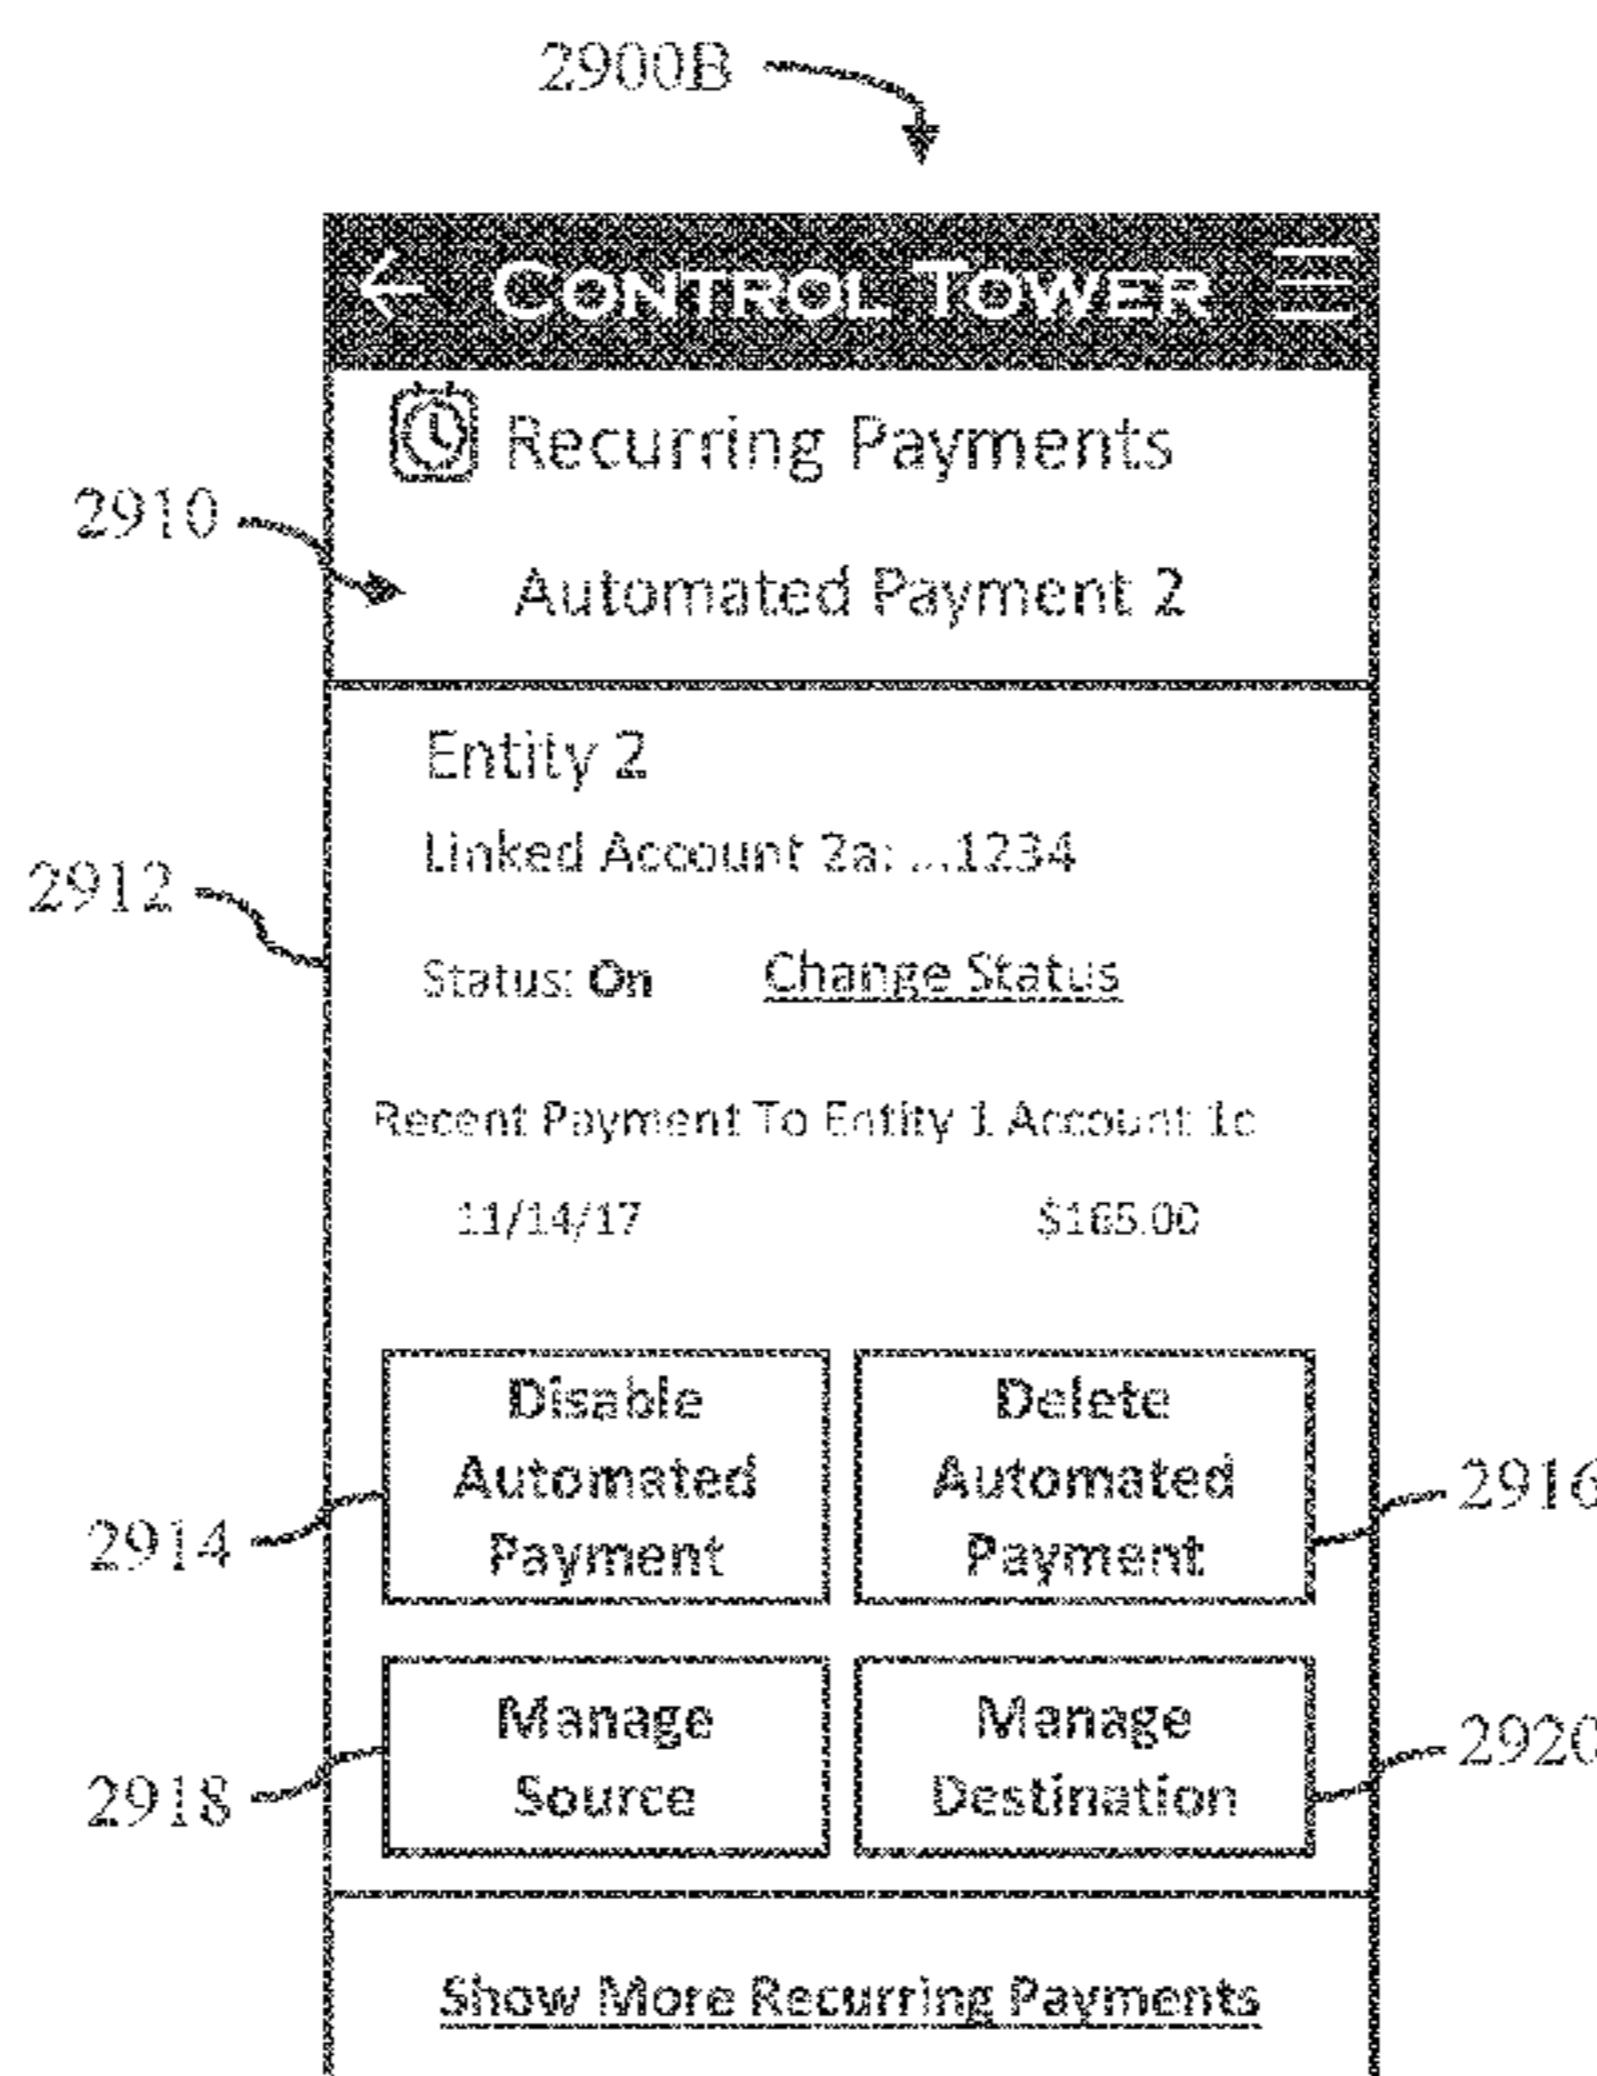 2900B
CONTROL TOWER
Recurring Payments
2910
Automated Payment 2
Entity 2
Linked Account 2a: ...1234
2912
Status: On Change Status
Recent Payment To Entity 1 Account 1c
11/14/17 $165.00
Disable Automated Payment
Delete Automated Payment
2914
2916
Manage Source
Manage Destination
2918
2920
Show More Recurring Payments